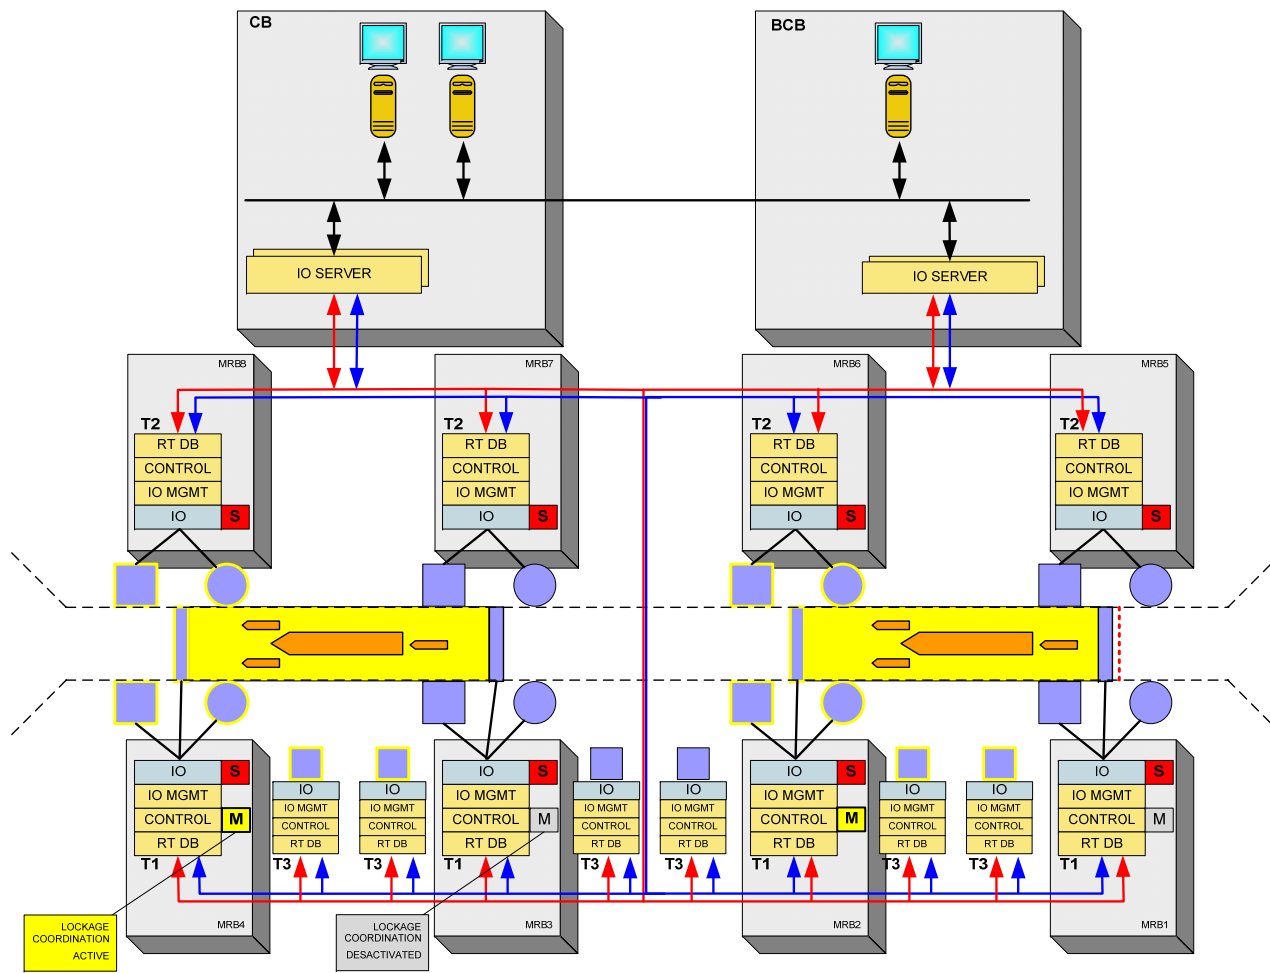 CB
BCB
IO SERVER
IO SERVER
MRB8
MRB7
MRB6
MRB5
T2
T2
T2
T2
RT DB
RT DB
RT DB
RT DB
CONTROL
CONTROL
CONTROL
CONTROL
IO MGMT
IO MGMT
IO MGMT
IO MGMT
IO S
IO S
IO S
IO S
IO S
IO S
IO S
IO S
IO MGMT
IO MGMT
IO MGMT
IO MGMT
CONTROL M
CONTROL M
CONTROL M
CONTROL M
RT DB
RT DB
RT DB
RT DB
IO
IO
IO
IO
IO
IO
IO MGMT
IO MGMT
IO MGMT
IO MGMT
IO MGMT
IO MGMT
CONTROL
CONTROL
CONTROL
CONTROL
CONTROL
CONTROL
RT DB
RT DB
RT DB
RT DB
RT DB
RT DB
T1
T3
T3
T1
T3
T3
T1
T3
T3
T1
MRB4
MRB3
MRB2
MRB1
LOCKAGE
COORDINATION
ACTIVE
LOCKAGE
COORDINATION
DESACTIVATED